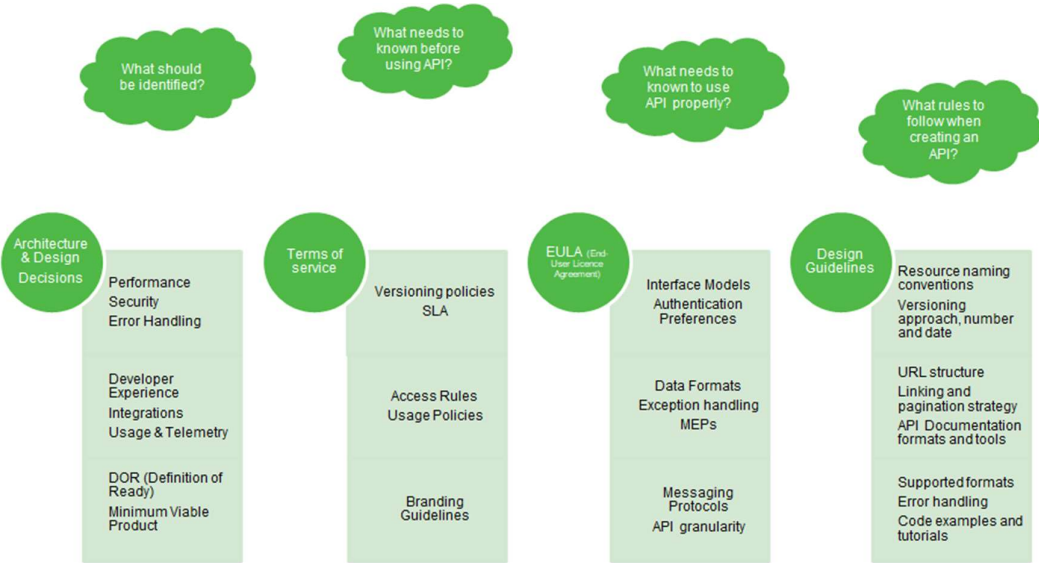 What should
be identified?
What needs to
known before
using API?
What needs to
known to use
API properly?
What rules to
follow when
creating an
API?
Architecture
& Design
Decisions
Performance
Security
Error Handling
Developer
Experience
Integrations
Usage & Telemetry
DOR (Definition of
Ready)
Minimum Viable
Product
Terms of
service
Versioning policies
SLA
Access Rules
Usage Policies
Branding
Guidelines
EULA (End-
User Licence
Agreement)
Interface Models
Authentication
Preferences
Data Formats
Exception handling
MEPs
Messaging
Protocols
API granularity
Design
Guidelines
Resource naming
conventions
Versioning
approach, number
and date
URL structure
Linking and
pagination strategy
API Documentation
formats and tools
Supported formats
Error handling
Code examples and
tutorials